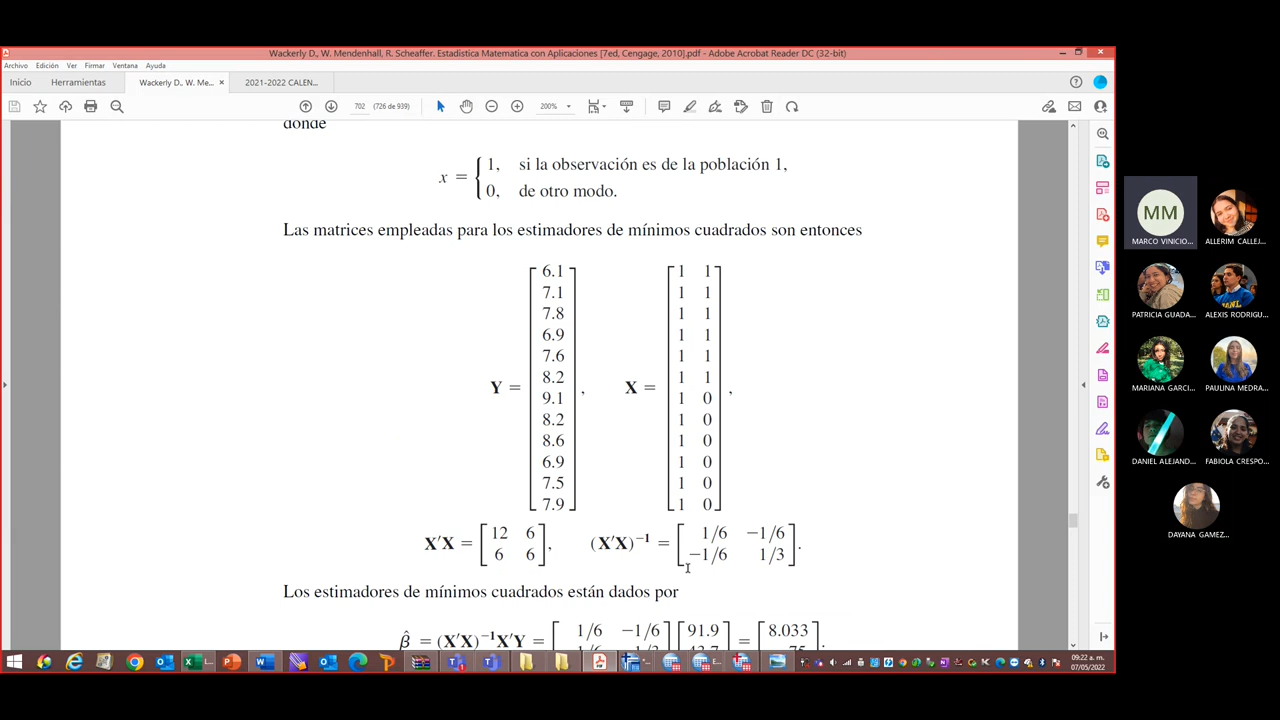 Wackerly D., W. Mendenhall, R. Scheaffer. Estadistica Matematica con Aplicaciones [7ed, Cengage, 2010].pdf - Adobe Acrobat Reader DC (32-bit)
Archivo Edición Ver Firmar Ventana Ayuda
Inicio Herramientas Wackerly D., W. Me... × 2021-2022 CALEN...
702 (726 de 939) 200%
donde
x = { 1, si la observación es de la población 1,
0, de otro modo.
Las matrices empleadas para los estimadores de mínimos cuadrados son entonces
6.1 1 1
7.1 1 1
7.8 1 1
6.9 1 1
7.6 1 1
8.2 1 1
Y = , X = ,
9.1 1 0
8.2 1 0
8.6 1 0
6.9 1 0
7.5 1 0
7.9 1 0
X′X = [12 6 6 6], (X′X)⁻¹ = [1/6 −1/6 −1/6 1/3].
Los estimadores de mínimos cuadrados están dados por
β̂ = (X′X)⁻¹X′Y = [1/6 −1/6] [91.9] = [8.033].
MM
MARCO VINICIO...
ALLERIM CALLEJ...
PATRICIA GUADA...
ALEXIS RODRIGU...
MARIANA GARCI...
PAULINA MEDRA...
DANIEL ALEJAND...
FABIOLA CRESPO...
DAYANA GAMEZ...
09:22 a. m.
07/05/2022